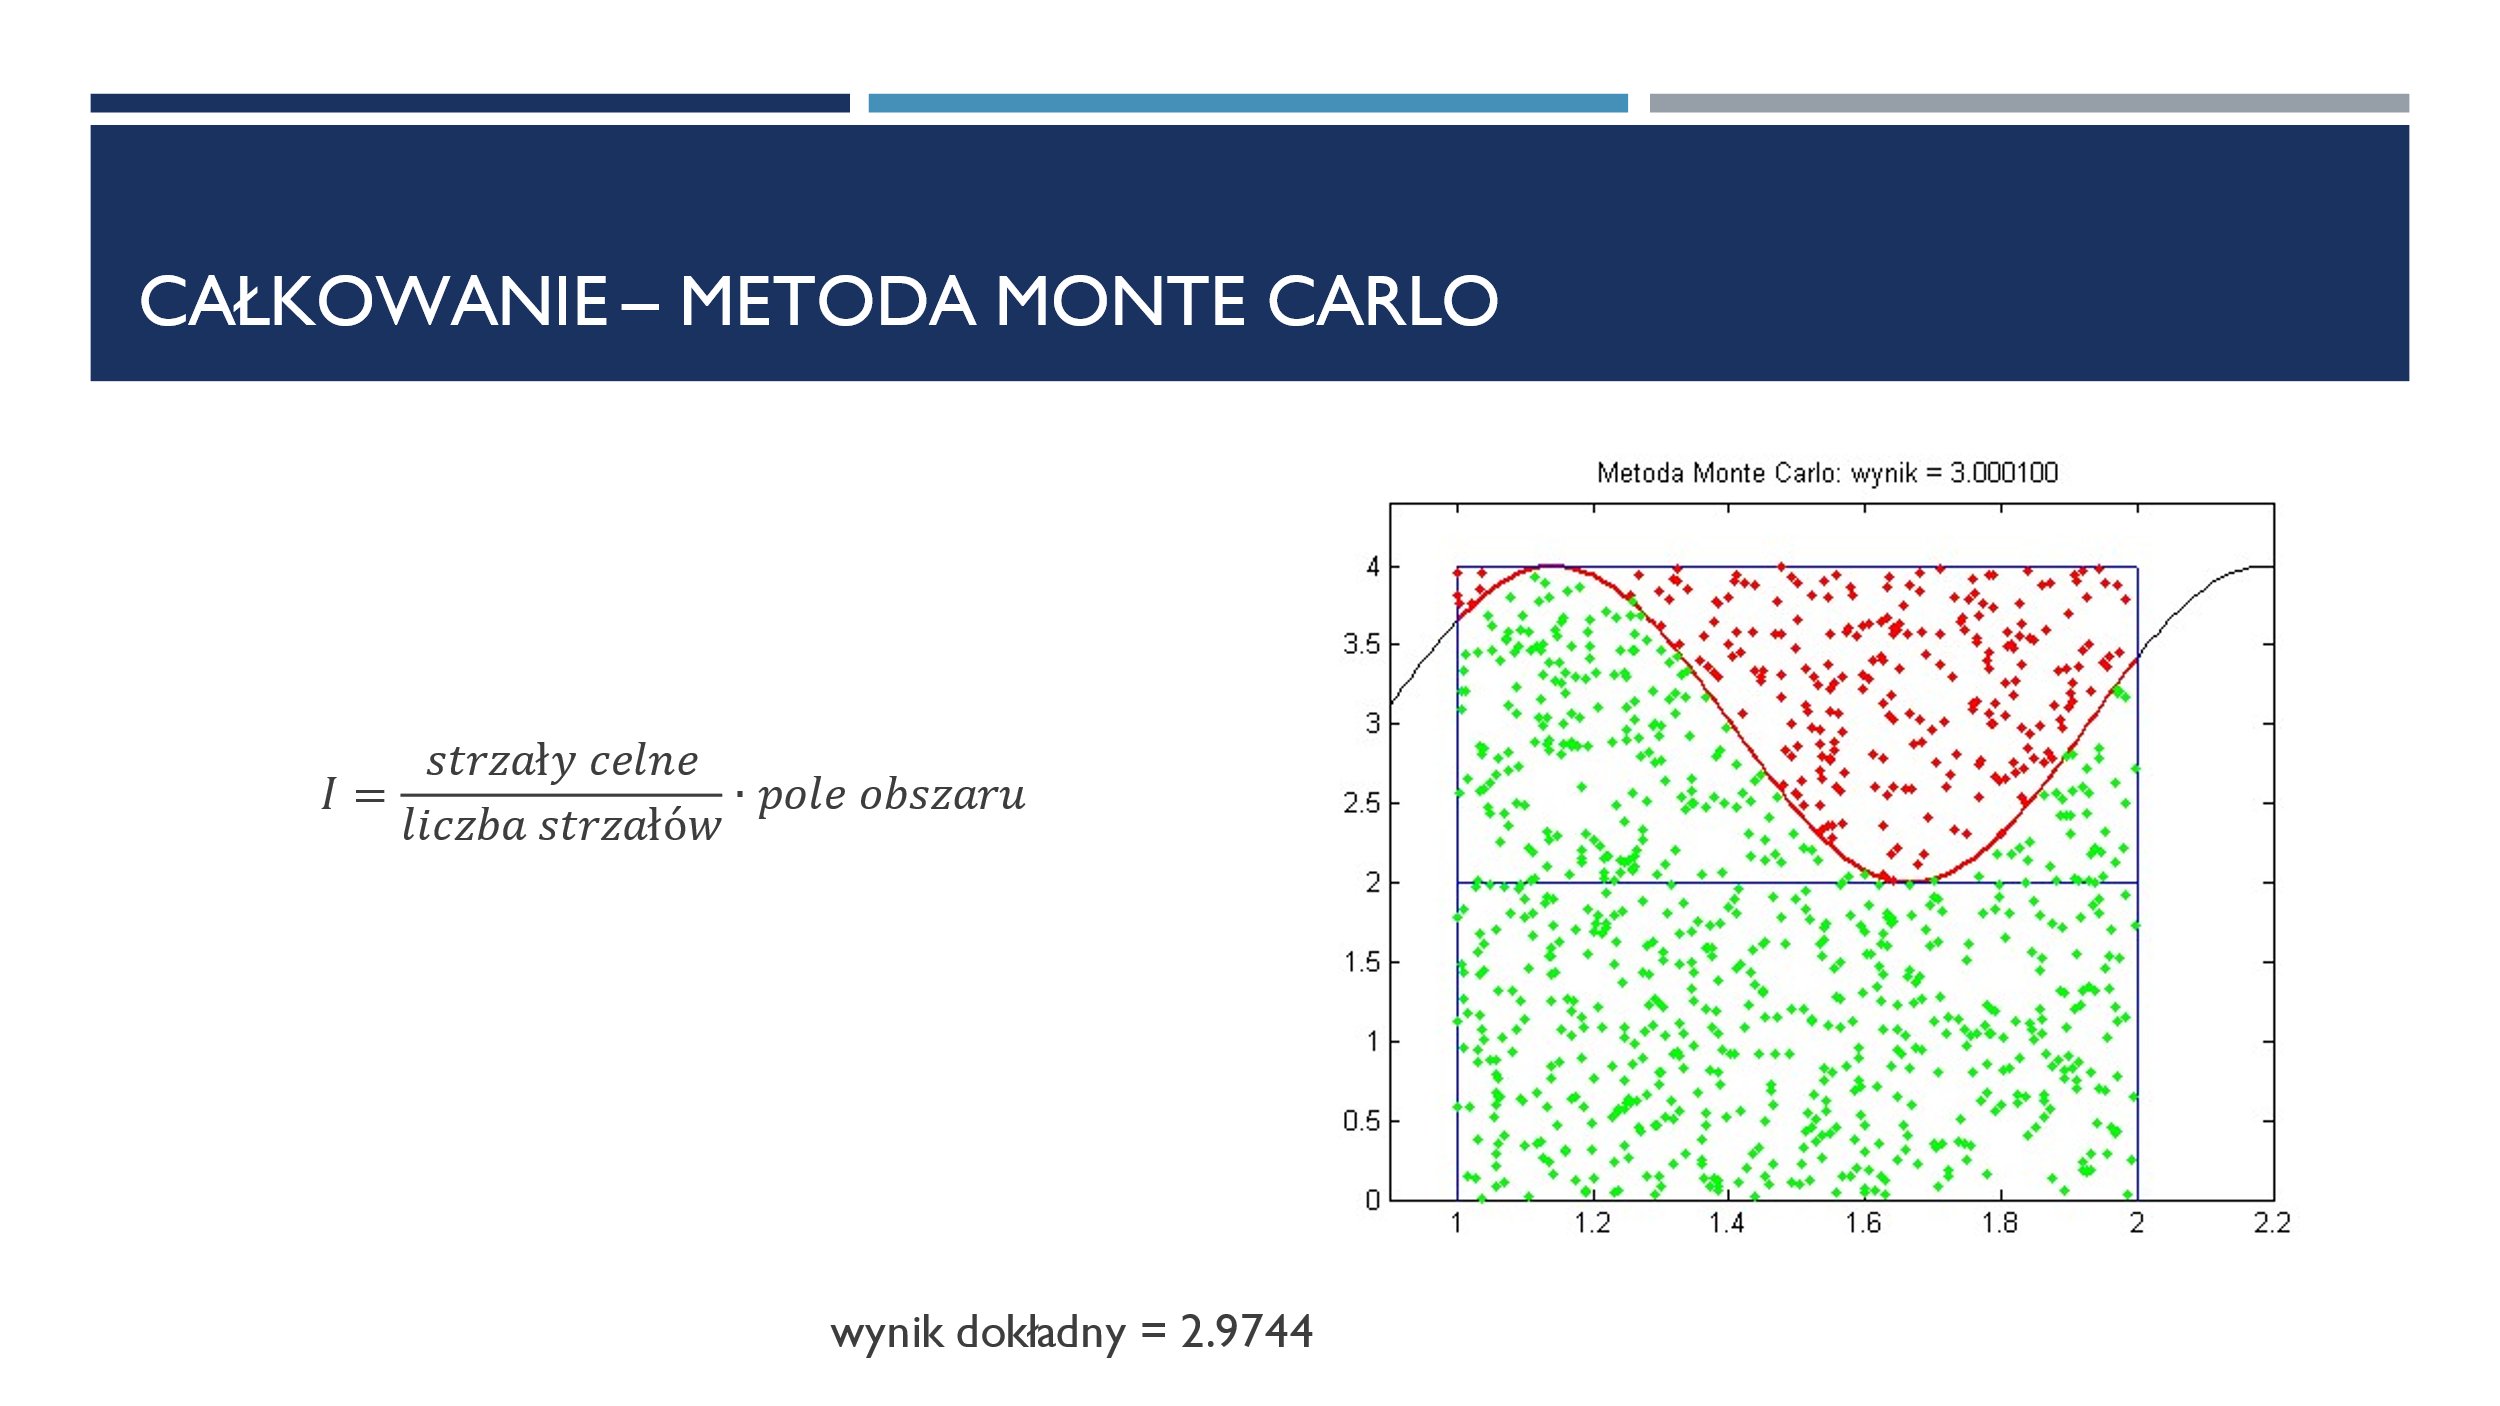 CAŁKOWANIE – METODA MONTE CARLO
Metoda Monte Carlo: wynik = 3.000100
4
3.5
3
2.5
2
1.5
1
0.5
0
1 1.2 1.4 1.6 1.8 2 2.2
I = strzały celne / liczba strzałów · pole obszaru
wynik dokładny = 2.9744